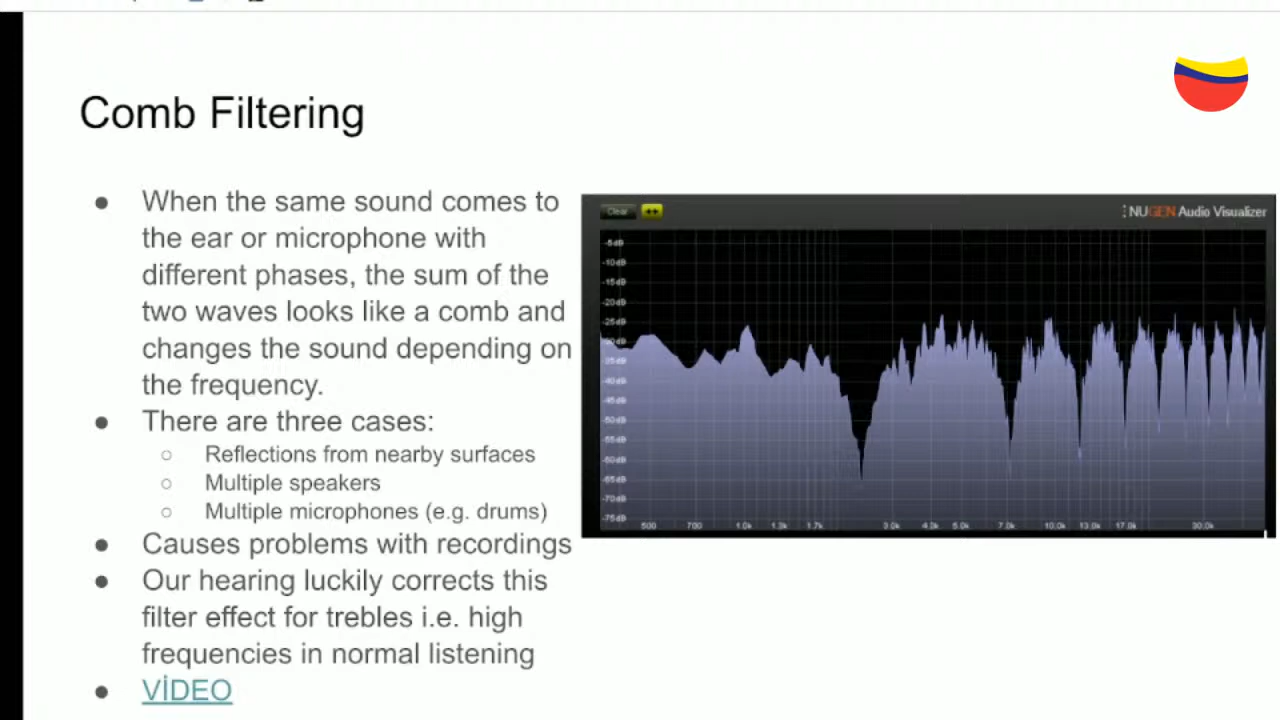 Comb Filtering
● When the same sound comes to
the ear or microphone with
different phases, the sum of the
two waves looks like a comb and
changes the sound depending on
the frequency.
● There are three cases:
○ Reflections from nearby surfaces
○ Multiple speakers
○ Multiple microphones (e.g. drums)
● Causes problems with recordings
● Our hearing luckily corrects this
filter effect for trebles i.e. high
frequencies in normal listening
● VİDEO
Clear
NUGEN Audio Visualizer
-5dB
-10dB
-15dB
-20dB
-25dB
-30dB
-35dB
-40dB
-45dB
-50dB
-55dB
-60dB
-65dB
-70dB
-75dB
500 700 1.0k 1.3k 1.7k 3.0k 4.0k 5.0k 7.0k 10.0k 13.0k 17.0k 30.0k